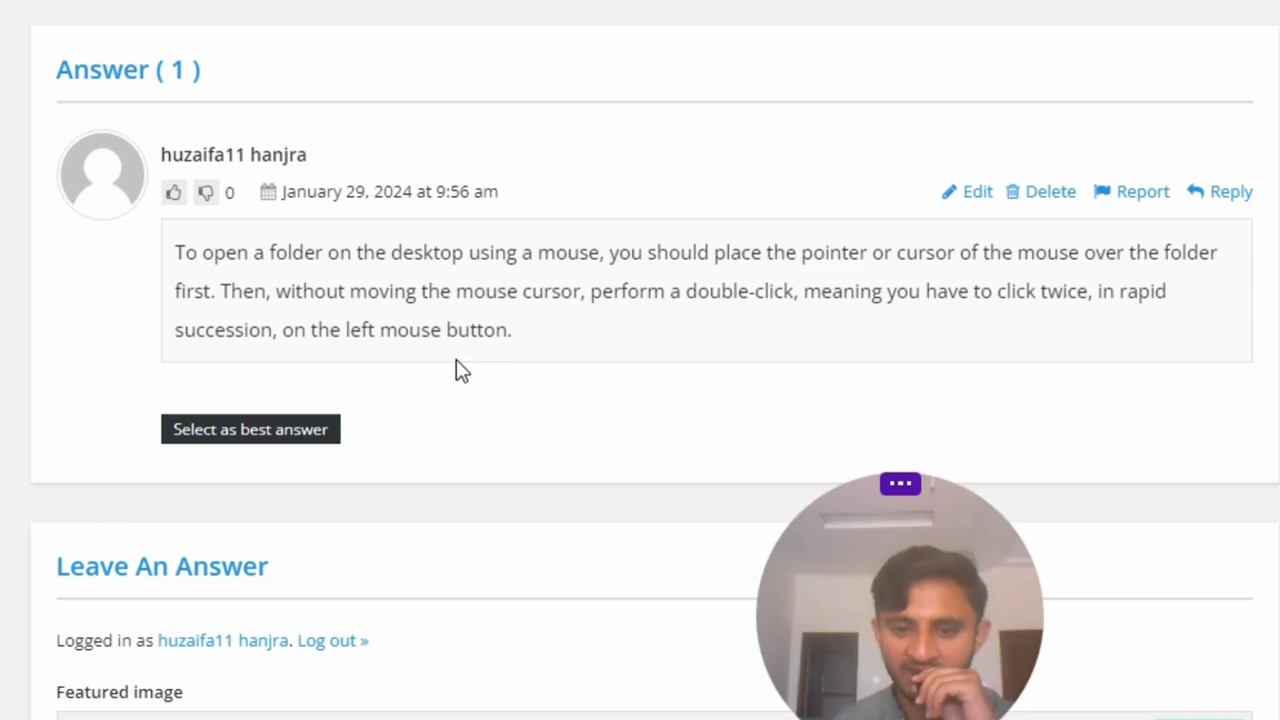 Answer ( 1 )
huzaifa11 hanjra
0 January 29, 2024 at 9:56 am Edit Delete Report Reply
To open a folder on the desktop using a mouse, you should place the pointer or cursor of the mouse over the folder
first. Then, without moving the mouse cursor, perform a double-click, meaning you have to click twice, in rapid
succession, on the left mouse button.
Select as best answer
Leave An Answer
Logged in as huzaifa11 hanjra. Log out »
Featured image